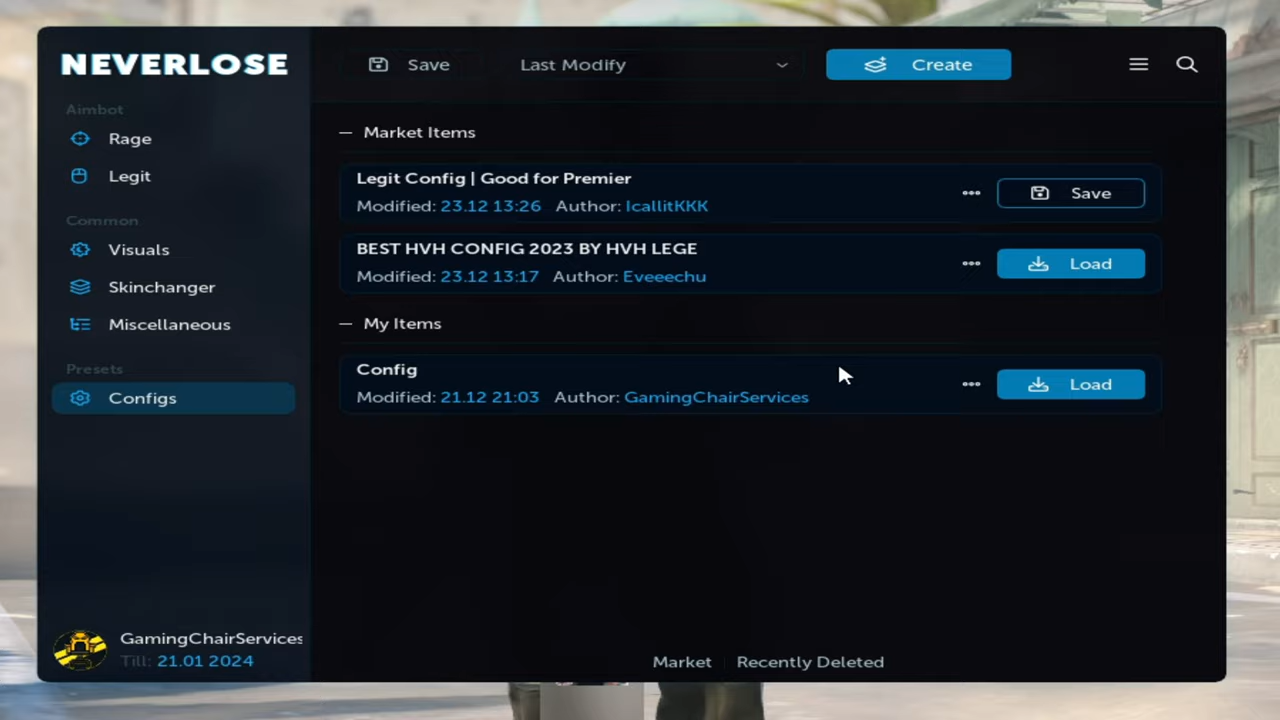 NEVERLOSE
Aimbot
Rage
Legit
Common
Visuals
Skinchanger
Miscellaneous
Presets
Configs
GamingChairServices
Till: 21.01 2024
Save
Last Modify
Create
Market Items
Legit Config | Good for Premier
Modified: 23.12 13:26 Author: IcallitKKK
Save
BEST HVH CONFIG 2023 BY HVH LEGE
Modified: 23.12 13:17 Author: Eveeechu
Load
My Items
Config
Modified: 21.12 21:03 Author: GamingChairServices
Load
Market
Recently Deleted